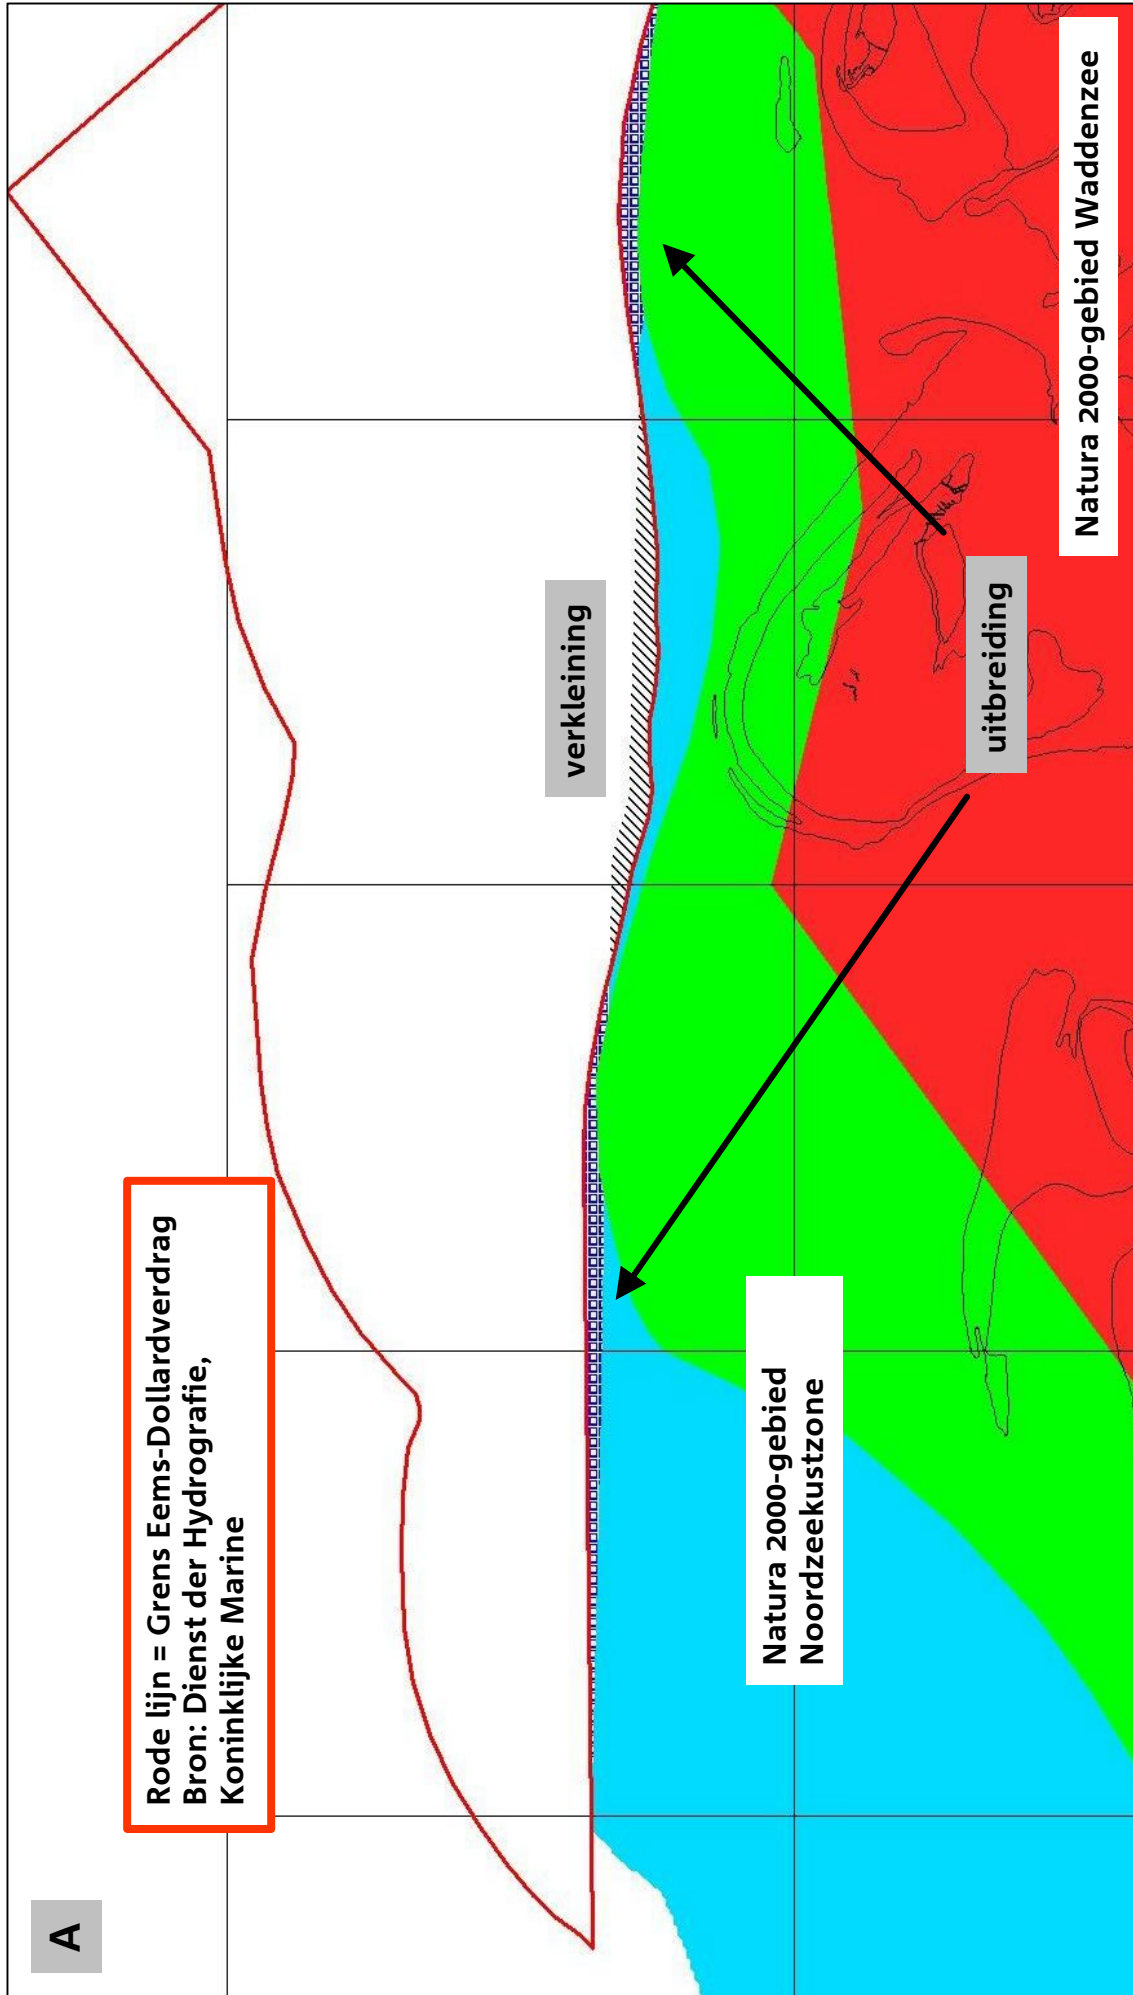 A
Rode lijn = Grens Eems-Dollardverdrag
Bron: Dienst der Hydrografie,
Koninklijke Marine
verkleining
Natura 2000-gebied
Noordzeekustzone
uitbreiding
Natura 2000-gebied Waddenzee